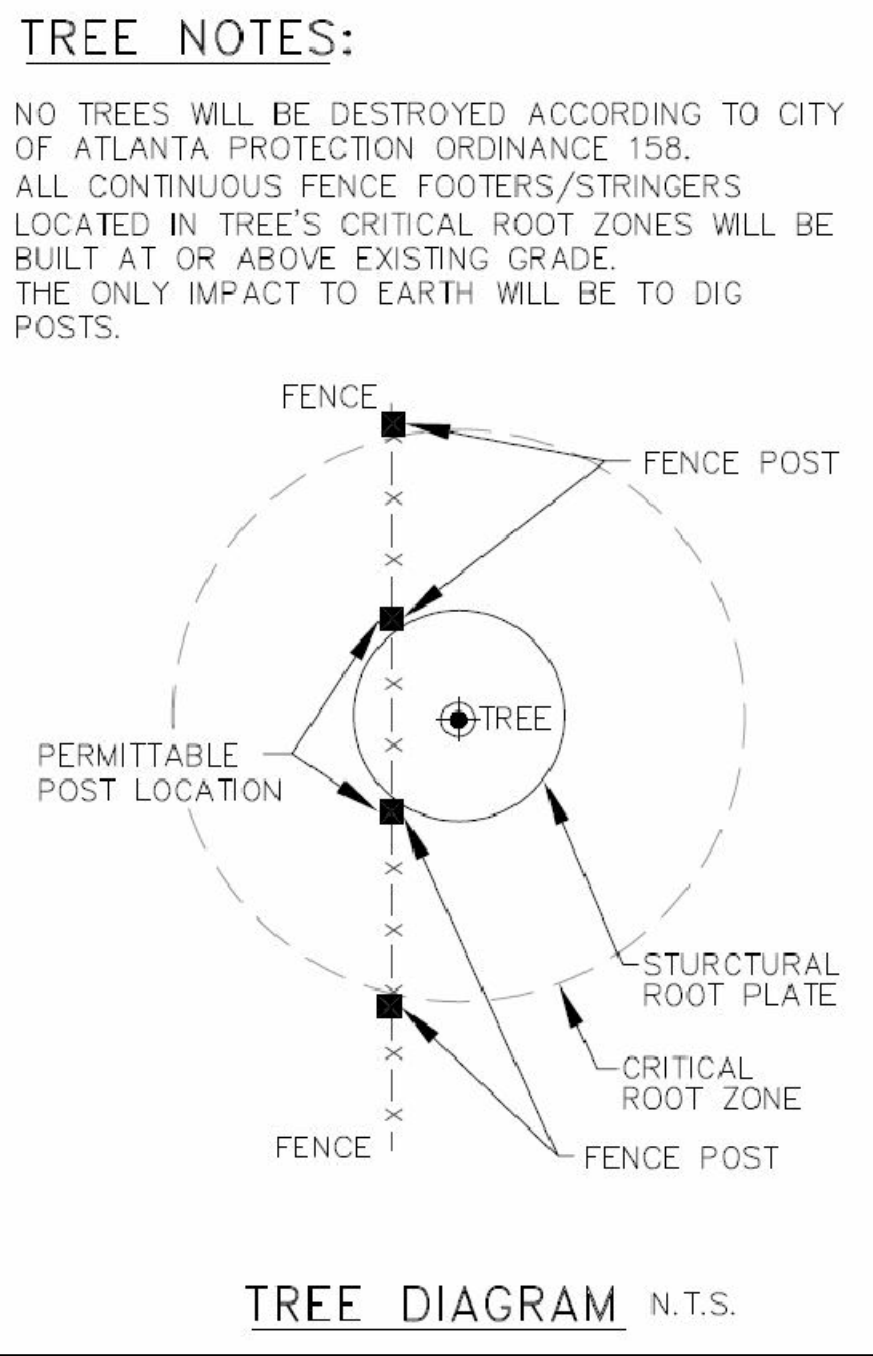 TREE NOTES:
NO TREES WILL BE DESTROYED ACCORDING TO CITY
OF ATLANTA PROTECTION ORDINANCE 158.
ALL CONTINUOUS FENCE FOOTERS/STRINGERS
LOCATED IN TREE'S CRITICAL ROOT ZONES WILL BE
BUILT AT OR ABOVE EXISTING GRADE.
THE ONLY IMPACT TO EARTH WILL BE TO DIG
POSTS.
FENCE
FENCE POST
TREE
PERMITTABLE
POST LOCATION
STURCTURAL
ROOT PLATE
CRITICAL
ROOT ZONE
FENCE
FENCE POST
TREE DIAGRAM N.T.S.